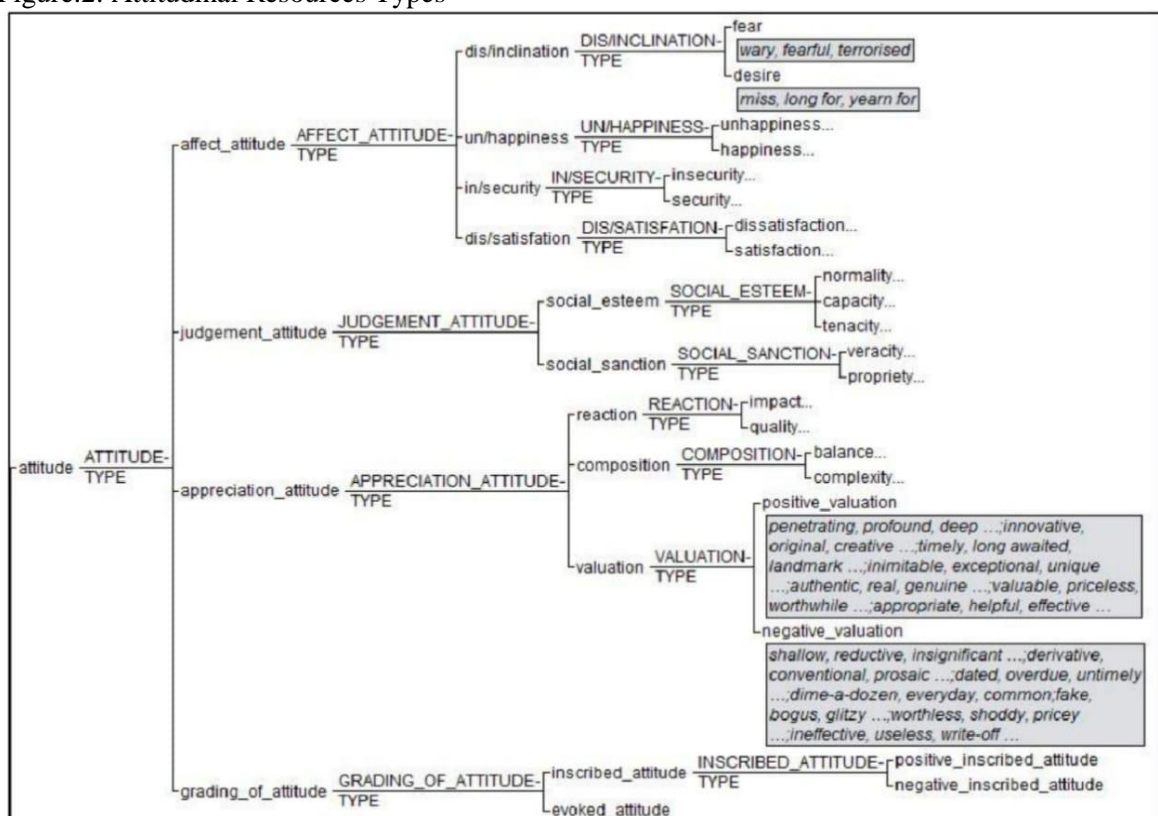 Figure.2. Attitudinal Resources Types
fear
dis/inclination DIS/INCLINATION-
TYPE
wary, fearful, terrorised
desire
miss, long for, yearn for
affect_attitude AFFECT_ATTITUDE-
TYPE
un/happiness UN/HAPPINESS-
TYPE
unhappiness...
happiness...
in/security IN/SECURITY-
TYPE
insecurity...
security...
dis/satisfation DIS/SATISFATION-
TYPE
dissatisfaction...
satisfaction...
judgement_attitude JUDGEMENT_ATTITUDE-
TYPE
social_esteem SOCIAL_ESTEEM-
TYPE
normality...
capacity...
tenacity...
social_sanction SOCIAL_SANCTION-
TYPE
veracity...
propriety...
attitude ATTITUDE-
TYPE
appreciation_attitude APPRECIATION_ATTITUDE-
TYPE
reaction REACTION-
TYPE
impact...
quality...
composition COMPOSITION-
TYPE
balance...
complexity...
valuation VALUATION-
TYPE
positive_valuation
penetrating, profound, deep ...;innovative,
original, creative ...;timely, long awaited,
landmark ...;inimitable, exceptional, unique
...;authentic, real, genuine ...;valuable, priceless,
worthwhile ...;appropriate, helpful, effective ...
negative_valuation
shallow, reductive, insignificant ...;derivative,
conventional, prosaic ...;dated, overdue, untimely
...;dime-a-dozen, everyday, common;fake,
bogus, glitzy ...;worthless, shoddy, pricey
...;ineffective, useless, write-off ...
grading_of_attitude GRADING_OF_ATTITUDE-
TYPE
inscribed_attitude INSCRIBED_ATTITUDE-
TYPE
positive_inscribed_attitude
negative_inscribed_attitude
evoked_attitude